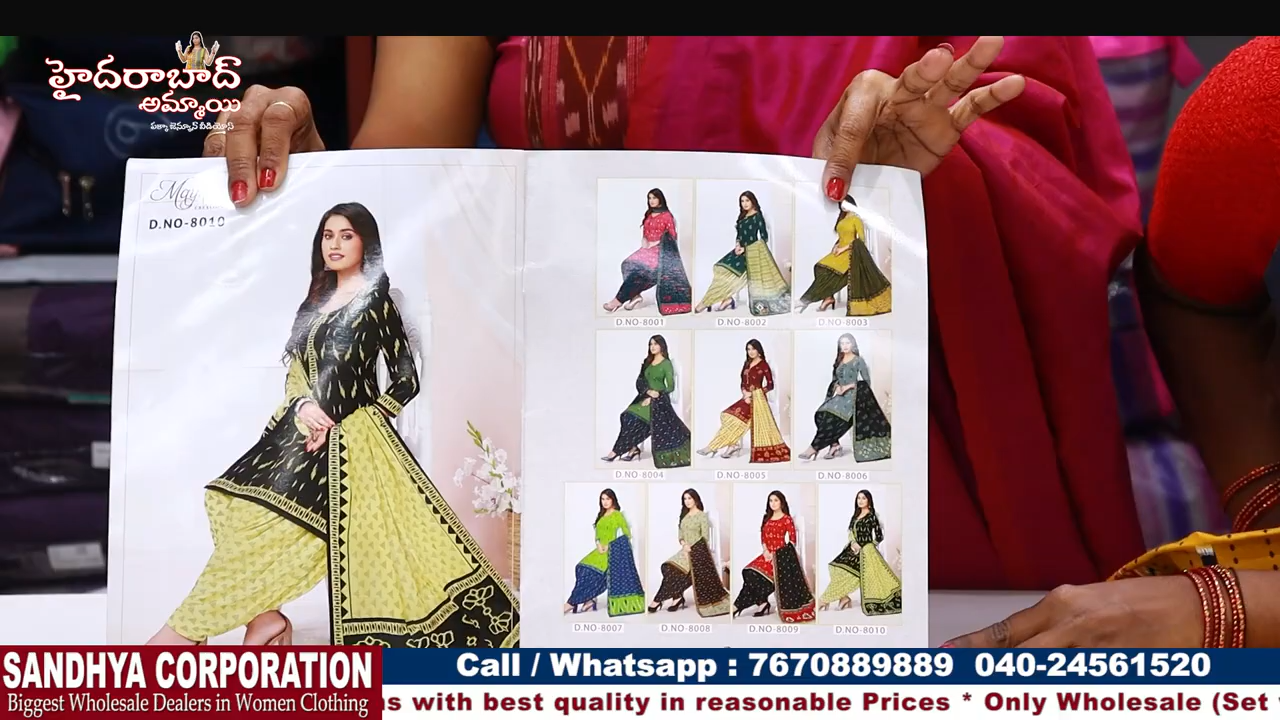 హైదరాబాద్
అమ్మాయి
పక్కా జెన్యూన్ వీడియోస్
D.NO-8010
D.NO-8001
D.NO-8002
D.NO-8003
D.NO-8004
D.NO-8005
D.NO-8006
D.NO-8007
D.NO-8008
D.NO-8009
D.NO-8010
SANDHYA CORPORATION
Biggest Wholesale Dealers in Women Clothing
Call / Whatsapp : 7670889889 040-24561520
with best quality in reasonable Prices * Only Wholesale (Set